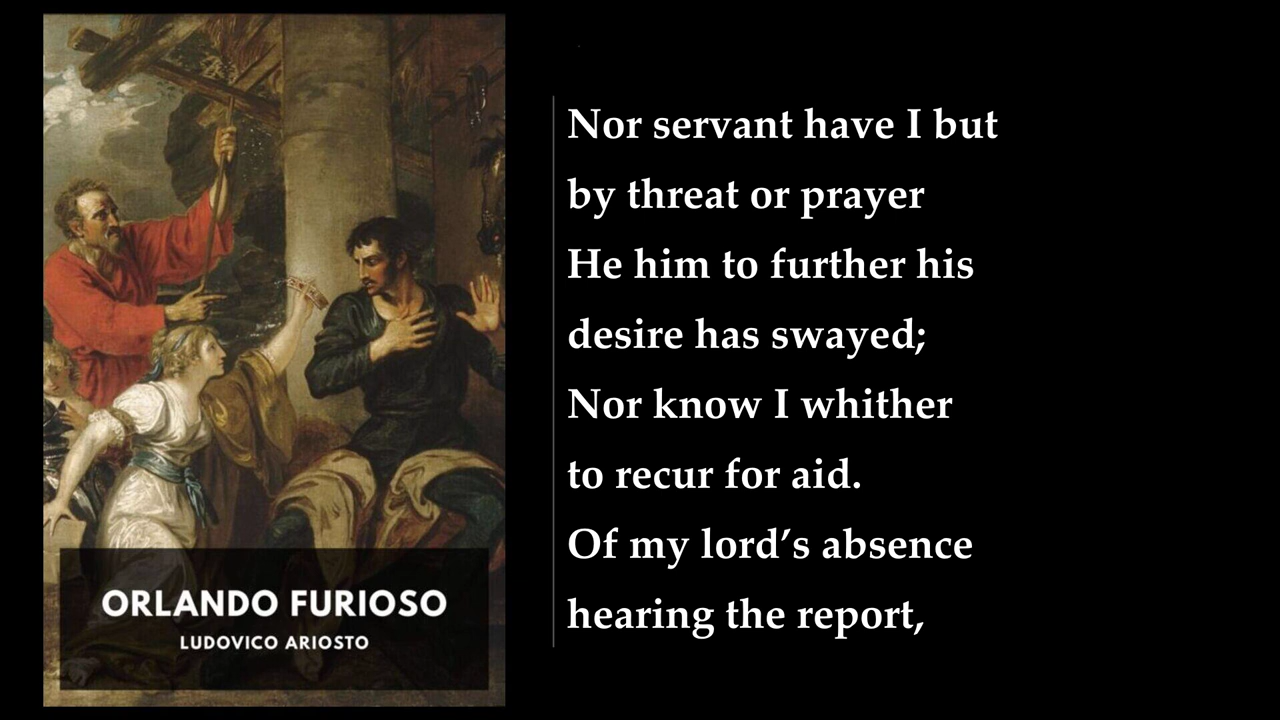 ORLANDO FURIOSO
LUDOVICO ARIOSTO
Nor servant have I but
by threat or prayer
He him to further his
desire has swayed;
Nor know I whither
to recur for aid.
Of my lord’s absence
hearing the report,